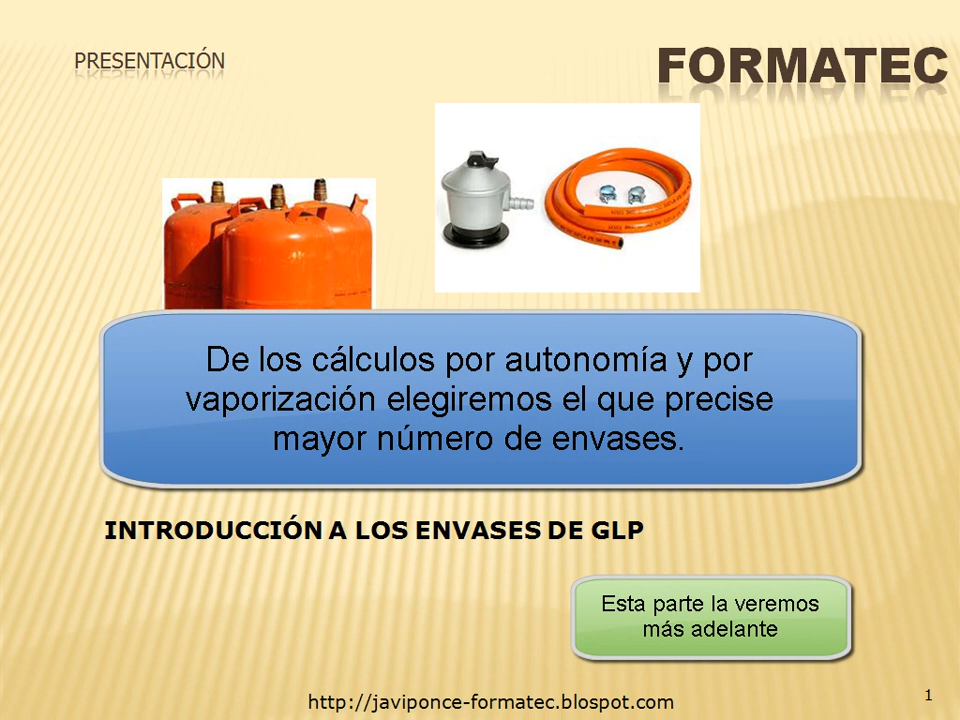 PRESENTACIÓN
FORMATEC
De los cálculos por autonomía y por
vaporización elegiremos el que precise
mayor número de envases.
INTRODUCCIÓN A LOS ENVASES DE GLP
Esta parte la veremos
más adelante
http://javiponce-formatec.blospot.com
1